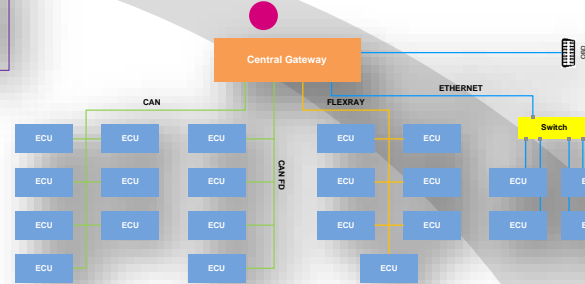 Central Gateway
OBD
ETHERNET
CAN
FLEXRAY
Switch
ECU ECU ECU ECU ECU
CAN FD
ECU ECU ECU ECU ECU ECU
ECU ECU ECU ECU ECU ECU
ECU ECU ECU